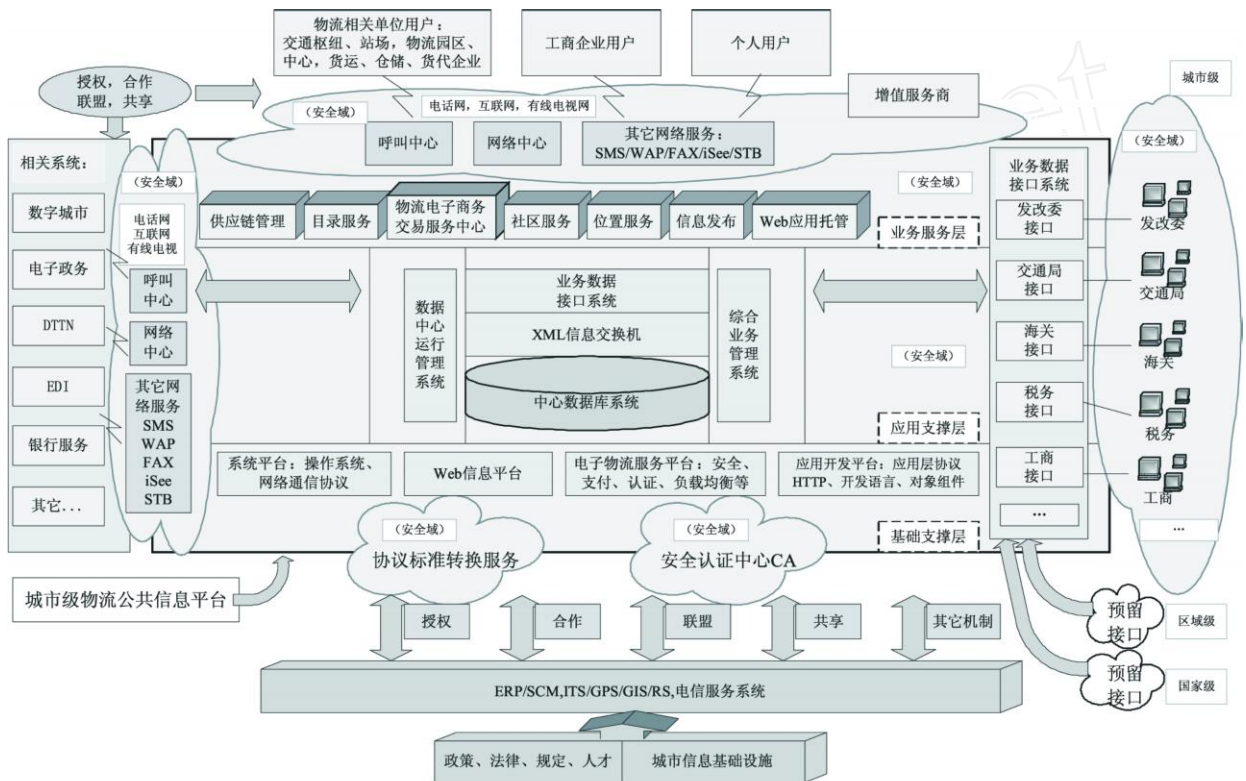 物流相关单位用户：
交通枢纽、站场，物流园区、
中心，货运、仓储、货代企业
工商企业用户
个人用户
授权，合作
联盟，共享
（安全域）
电话网，互联网，有线电视网
增值服务商
城市级
呼叫中心
网络中心
其它网络服务：
SMS/WAP/FAX/iSee/STB
相关系统：
数字城市
电子政务
DTTN
EDI
银行服务
其它...
（安全域）
电话网
互联网
有线电视
呼叫
中心
网络
中心
其它网
络服务
SMS
WAP
FAX
iSee
STB
供应链管理
目录服务
物流电子商务
交易服务中心
社区服务
位置服务
信息发布
Web应用托管
（安全域）
业务服务层
数据
中心
运行
管理
系统
业务数据
接口系统
XML信息交换机
中心数据库系统
综合
业务
管理
系统
（安全域）
应用支撑层
系统平台：操作系统、
网络通信协议
Web信息平台
电子物流服务平台：安全、
支付、认证、负载均衡等
应用开发平台：应用层协议
HTTP、开发语言、对象组件
（安全域）
协议标准转换服务
（安全域）
安全认证中心CA
基础支撑层
业务数据
接口系统
发改委
接口
交通局
接口
海关
接口
税务
接口
工商
接口
...
（安全域）
发改委
交通局
海关
税务
工商
...
城市级物流公共信息平台
授权
合作
联盟
共享
其它机制
预留
接口
区域级
预留
接口
国家级
ERP/SCM,ITS/GPS/GIS/RS,电信服务系统
政策、法律、规定、人才
城市信息基础设施